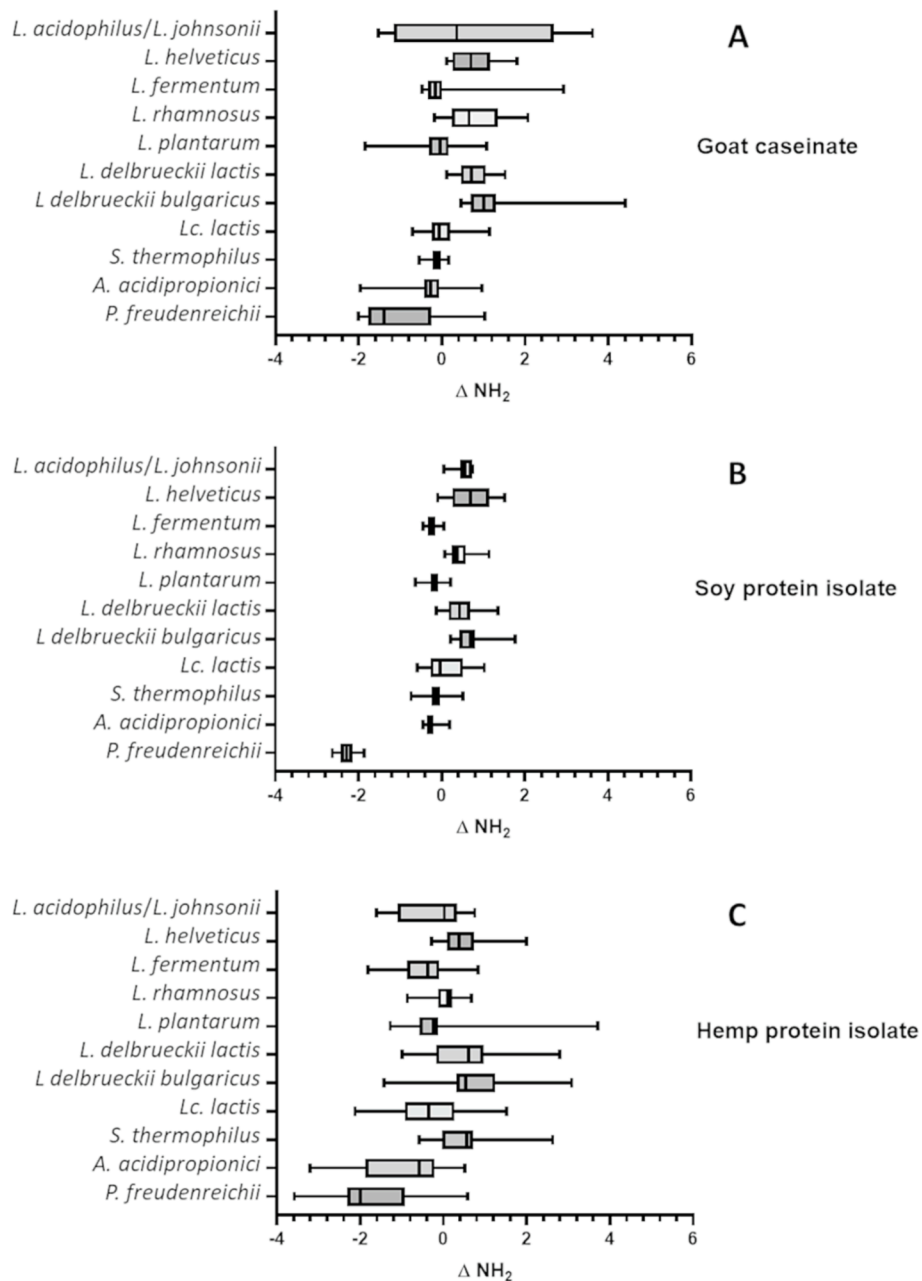 L. acidophilus/L. johnsonii
A
L. helveticus
L. fermentum
L. rhamnosus
L. plantarum
Goat caseinate
L. delbrueckii lactis
L delbrueckii bulgaricus
Lc. lactis
S. thermophilus
A. acidipropionici
P. freudenreichii
-4 -2 0 2 4 6
Δ NH₂
L. acidophilus/L. johnsonii
B
L. helveticus
L. fermentum
L. rhamnosus
L. plantarum
Soy protein isolate
L. delbrueckii lactis
L delbrueckii bulgaricus
Lc. lactis
S. thermophilus
A. acidipropionici
P. freudenreichii
-4 -2 0 2 4 6
Δ NH₂
L. acidophilus/L. johnsonii
C
L. helveticus
L. fermentum
L. rhamnosus
L. plantarum
Hemp protein isolate
L. delbrueckii lactis
L delbrueckii bulgaricus
Lc. lactis
S. thermophilus
A. acidipropionici
P. freudenreichii
-4 -2 0 2 4 6
Δ NH₂